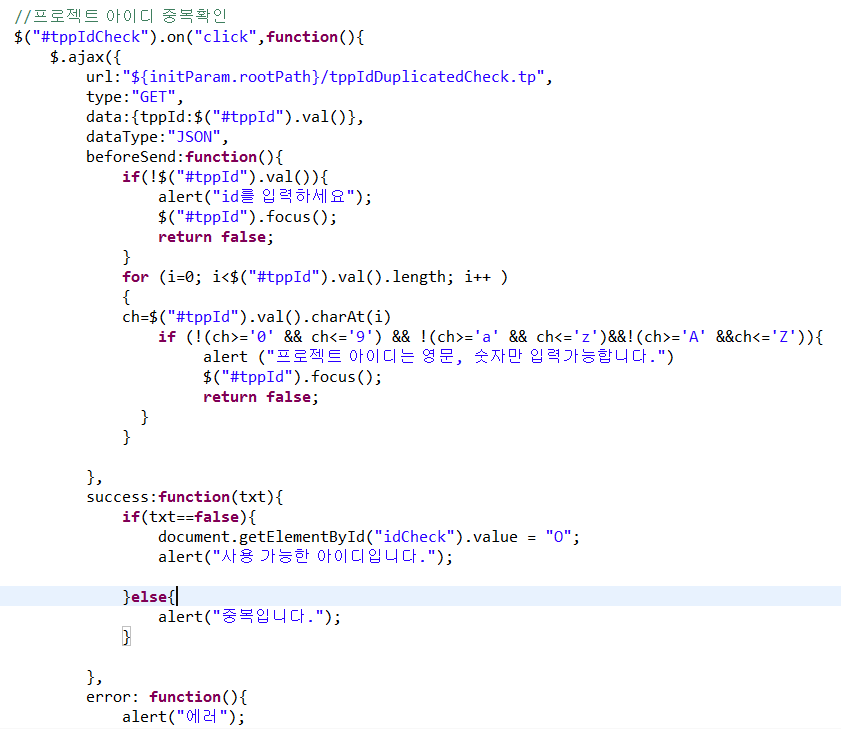 //프로젝트 아이디 중복확인
$("#tppIdCheck").on("click",function(){
$.ajax({
url:"${initParam.rootPath}/tppIdDuplicatedCheck.tp",
type:"GET",
data:{tppId:$("#tppId").val()},
dataType:"JSON",
beforeSend:function(){
if(!$("#tppId").val()){
alert("id를 입력하세요");
$("#tppId").focus();
return false;
}
for (i=0; i<$("#tppId").val().length; i++ )
{
ch=$("#tppId").val().charAt(i)
if (!(ch>='0' && ch<='9') && !(ch>='a' && ch<='z')&&!(ch>='A' &&ch<='Z')){
alert ("프로젝트 아이디는 영문, 숫자만 입력가능합니다.")
$("#tppId").focus();
return false;
}
}
},
success:function(txt){
if(txt==false){
document.getElementById("idCheck").value = "O";
alert("사용 가능한 아이디입니다.");
}else{
alert("중복입니다.");
}
},
error: function(){
alert("에러");